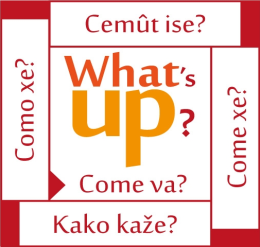 Cemût ise?
Como xe?
What's
up?
Come xe?
Come va?
Kako kaže?